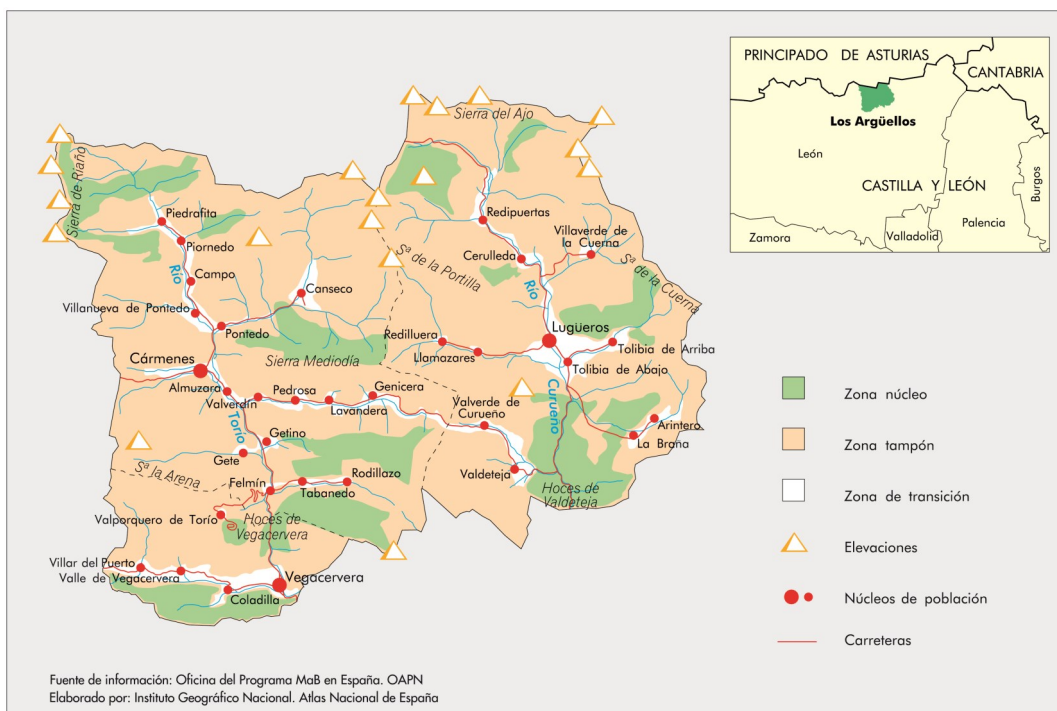 PRINCIPADO DE ASTURIAS
CANTABRIA
Los Argüellos
León
CASTILLA Y LEÓN
Burgos
Palencia
Zamora
Valladolid
Sierra del Ajo
Sierra de Riaño
Piedrafita
Piornedo
Río
Campo
Villanueva de Pontedo
Canseco
Pontedo
Sierra Mediodía
Cármenes
Almuzara
Valverdín
Pedrosa
Lavandera
Genicera
Torío
Getino
Gete
Sª la Arena
Felmín
Tabanedo
Rodillazo
Valporquero de Torío
Hoces de
Vegacervera
Villar del Puerto
Valle de Vegacervera
Coladilla
Vegacervera
Redipuertas
Villaverde de
la Cuerna
Cerulleda
Sª de la Portilla
Río
Sª de la Cuerna
Redilluera
Llamazares
Lugüeros
Tolibia de Arriba
Tolibia de Abajo
Curueño
Valverde de
Curueño
Arintero
La Braña
Valdeteja
Hoces de
Valdeteja
Zona núcleo
Zona tampón
Zona de transición
Elevaciones
Núcleos de población
Carreteras
Fuente de información: Oficina del Programa MaB en España. OAPN
Elaborado por: Instituto Geográfico Nacional. Atlas Nacional de España